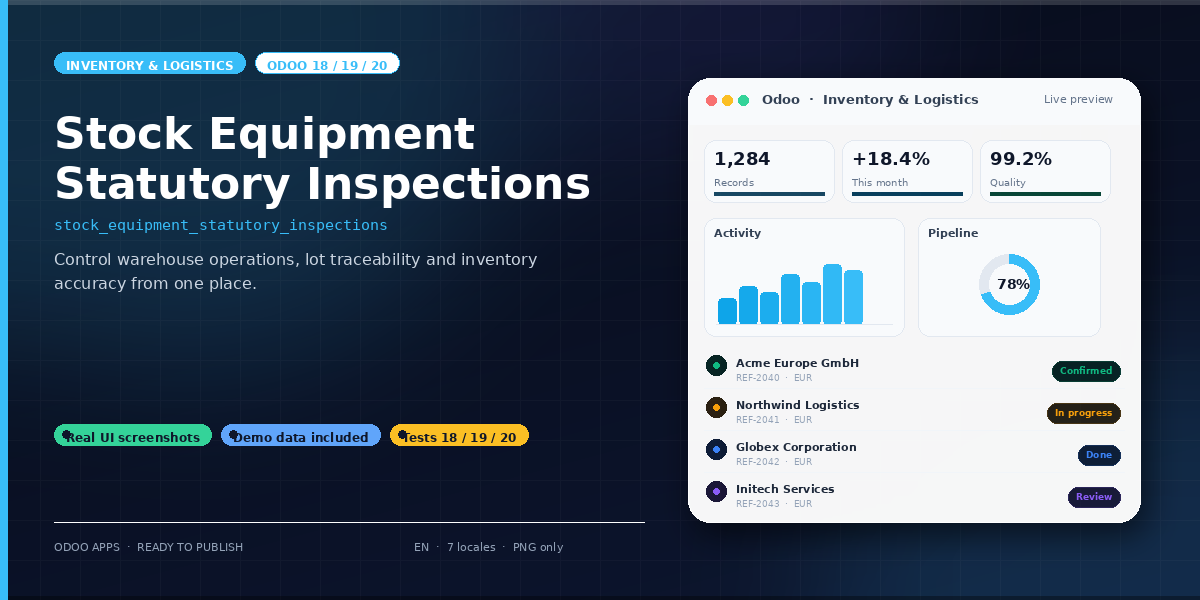 INVENTORY & LOGISTICS
ODOO 18 / 19 / 20
Stock Equipment
Statutory Inspections
stock_equipment_statutory_inspections
Control warehouse operations, lot traceability and inventory
accuracy from one place.
Real UI screenshots
Demo data included
Tests 18 / 19 / 20
ODOO APPS · READY TO PUBLISH
EN · 7 locales · PNG only
Odoo · Inventory & Logistics
Live preview
1,284
Records
+18.4%
This month
99.2%
Quality
Activity
Pipeline
78%
Acme Europe GmbH
REF-2040 · EUR
Confirmed
Northwind Logistics
REF-2041 · EUR
In progress
Globex Corporation
REF-2042 · EUR
Done
Initech Services
REF-2043 · EUR
Review